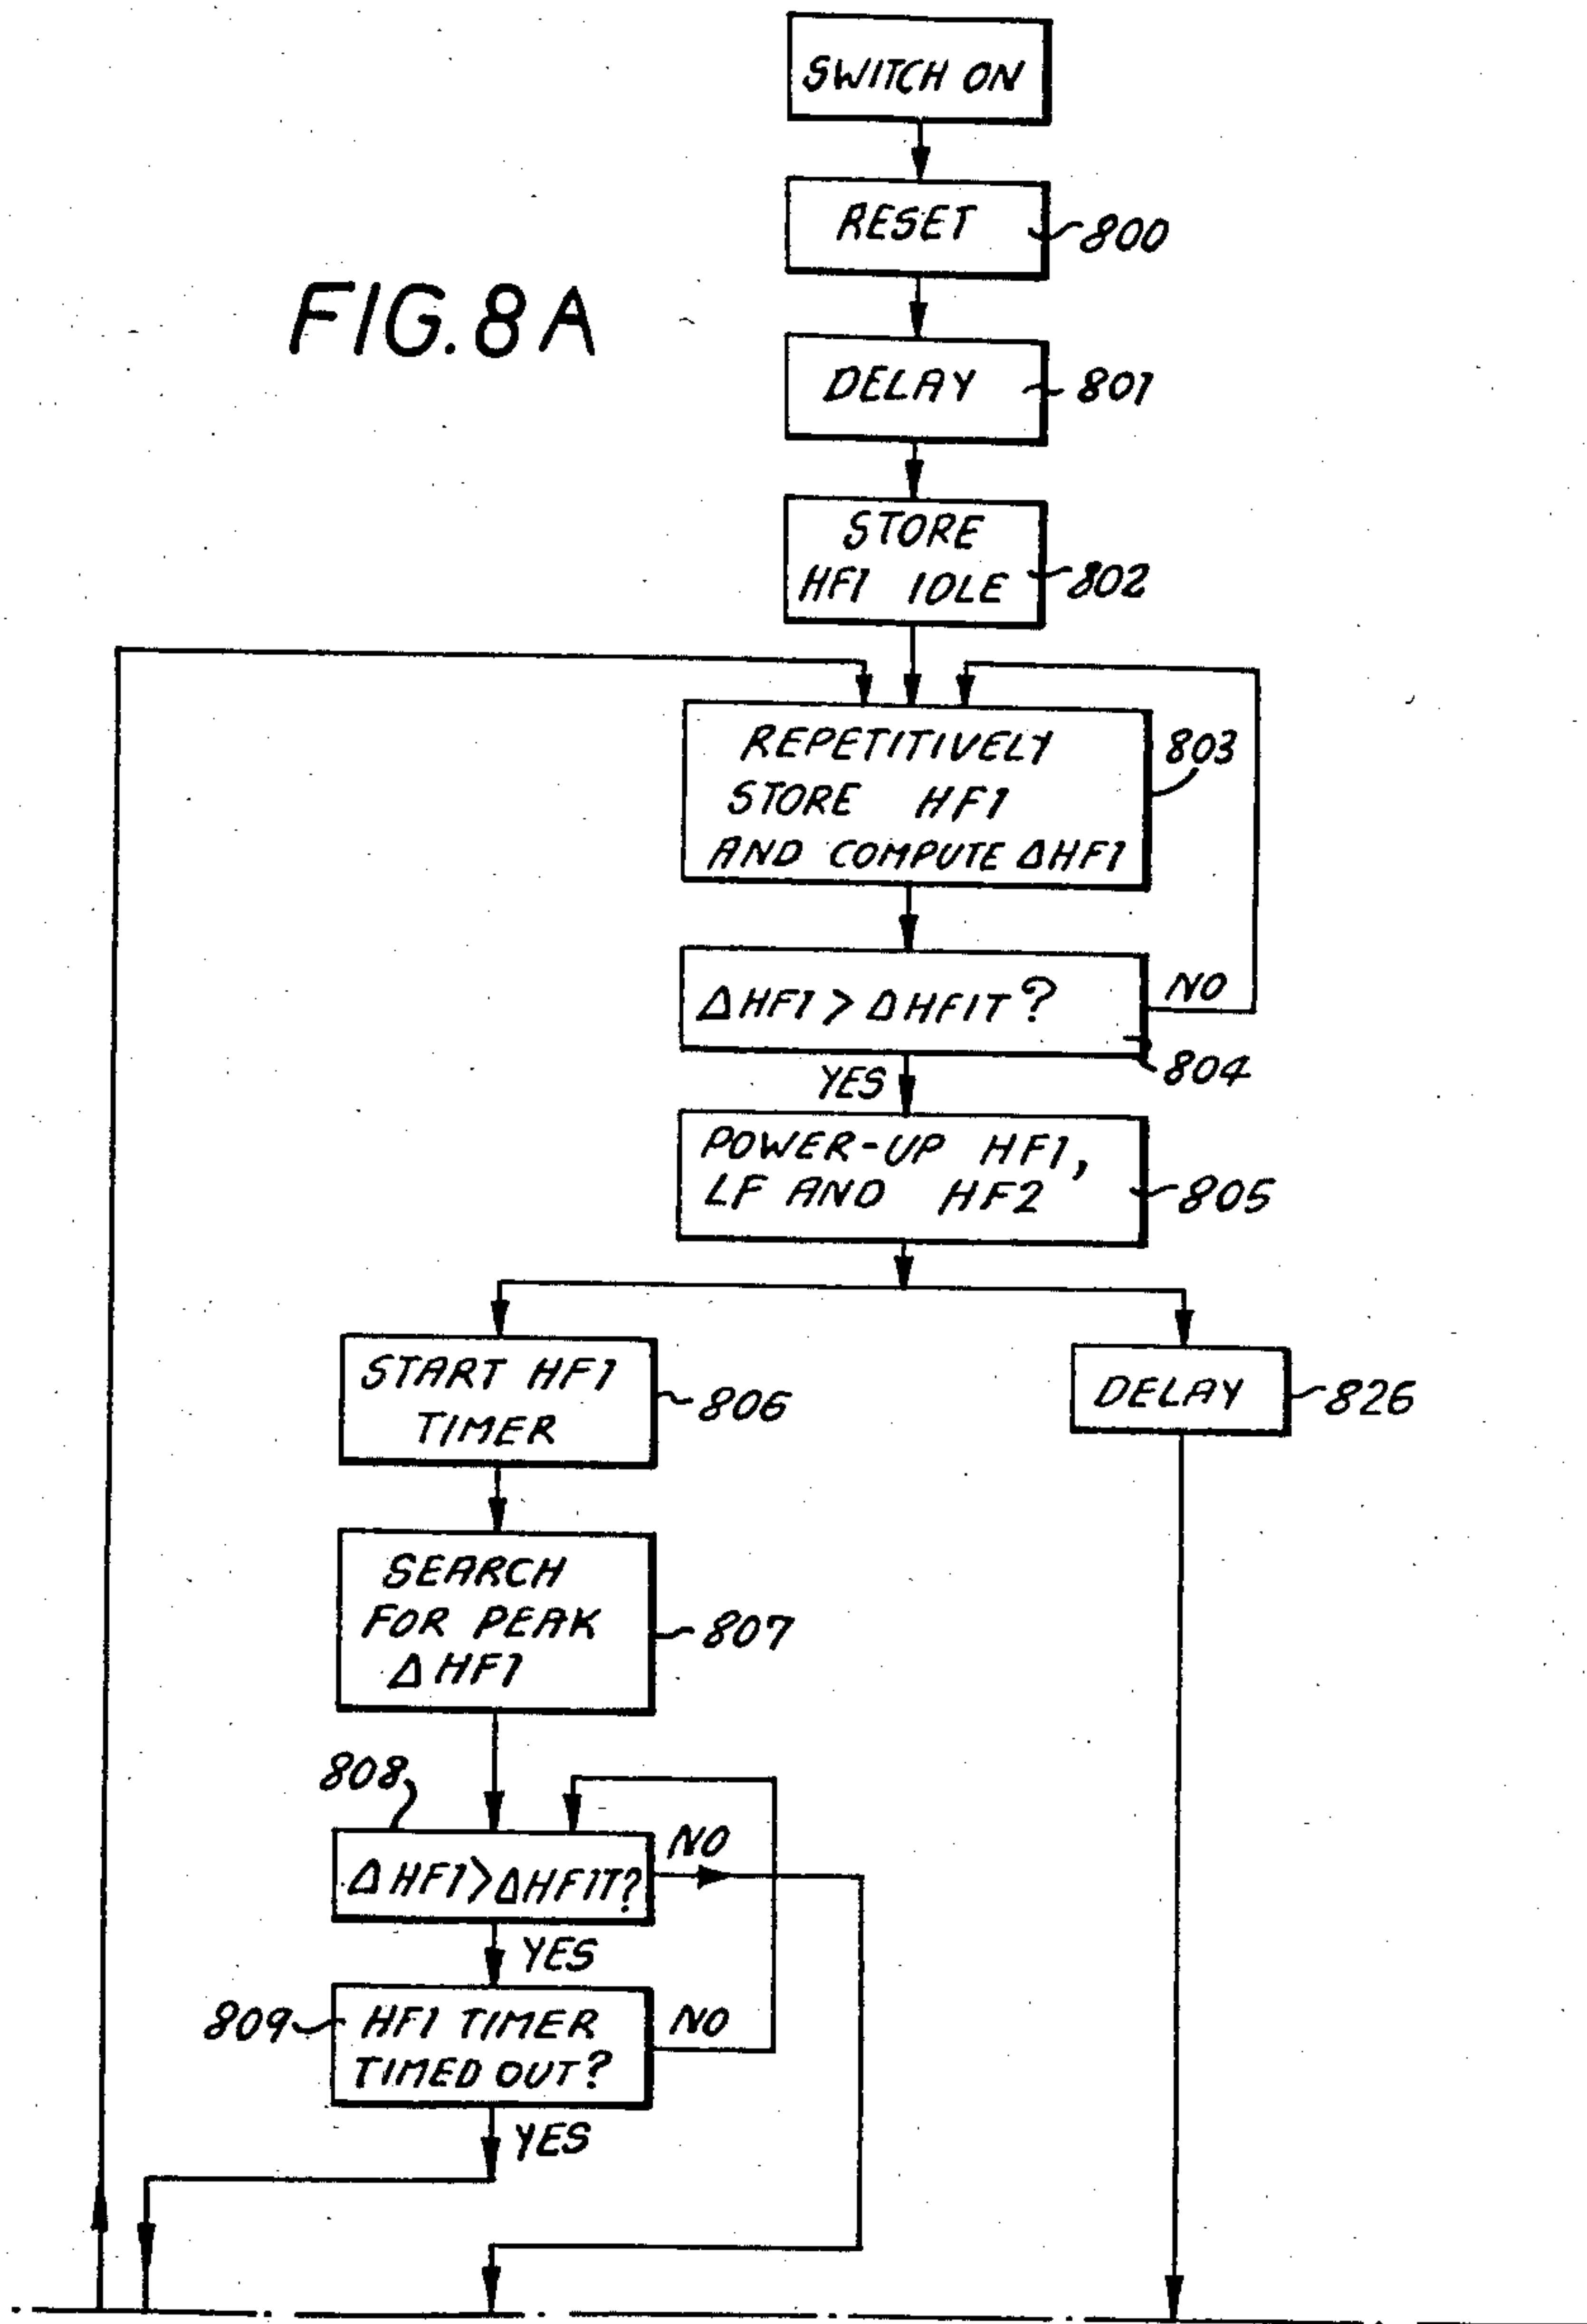 SWITCH ON
RESET
800
FIG. 8A
DELAY
801
STORE
HF1 IDLE
802
REPETITIVELY
STORE HF1
AND COMPUTE ΔHF1
803
ΔHF1 > ΔHF1T?
NO
804
YES
POWER-UP HF1,
LF AND HF2
805
START HF1
TIMER
806
DELAY
826
SEARCH
FOR PEAK
ΔHF1
807
808
ΔHF1>ΔHF1T?
NO
YES
809
HF1 TIMER
TIMED OUT?
NO
YES